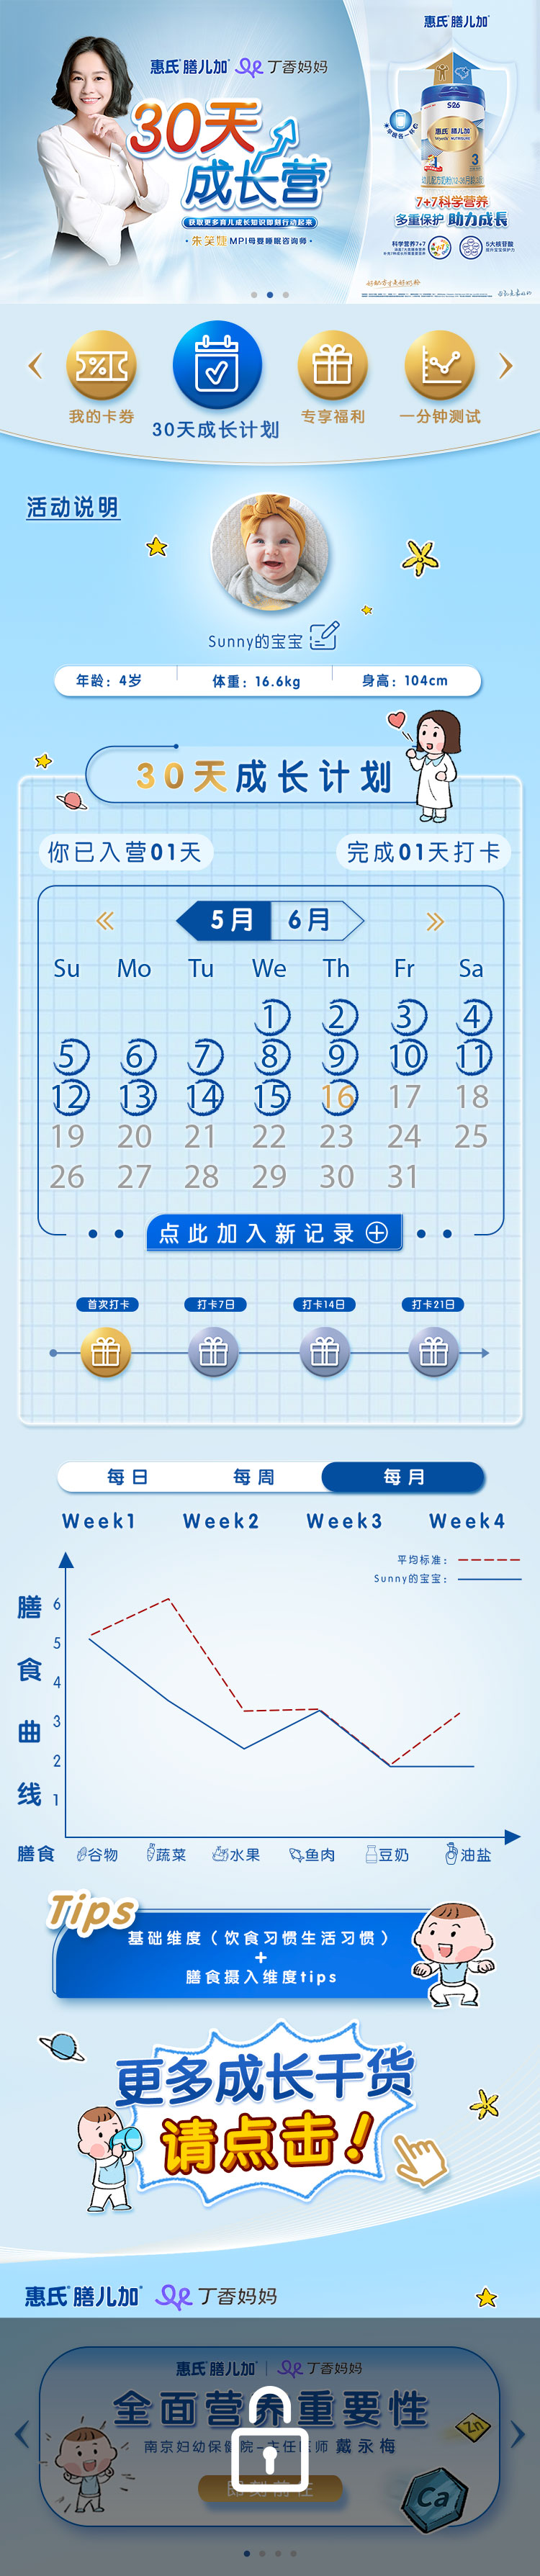 惠氏 膳儿加
惠氏 膳儿加 丁香妈妈
30天
成长营
获取更多育儿成长知识即刻行动起来
·朱芙婕 MPI母婴睡眠咨询师·
S26
惠氏 膳儿加
3
7+7科学营养
多重保护 助力成长
科学营养7+7
5大核苷酸
我的卡券
30天成长计划
专享福利
一分钟测试
活动说明
Sunny的宝宝
年龄：4岁
体重：16.6kg
身高：104cm
30天成长计划
你已入营01天
完成01天打卡
5月 6月
Su Mo Tu We Th Fr Sa
1 2 3 4
5 6 7 8 9 10 11
12 13 14 15 16 17 18
19 20 21 22 23 24 25
26 27 28 29 30 31
点此加入新记录
首次打卡 打卡7日 打卡14日 打卡21日
每日 每周 每月
Week1 Week2 Week3 Week4
平均标准：
Sunny的宝宝：
膳食曲线
6
5
4
3
2
1
膳食 谷物 蔬菜 水果 鱼肉 豆奶 油盐
Tips
基础维度（饮食习惯生活习惯）
+
膳食摄入维度tips
更多成长干货
请点击！
惠氏 膳儿加 丁香妈妈
惠氏 膳儿加 | 丁香妈妈
全面营养重要性
南京妇幼保健院-主任医师 戴永梅
Zn
即刻前往
Ca